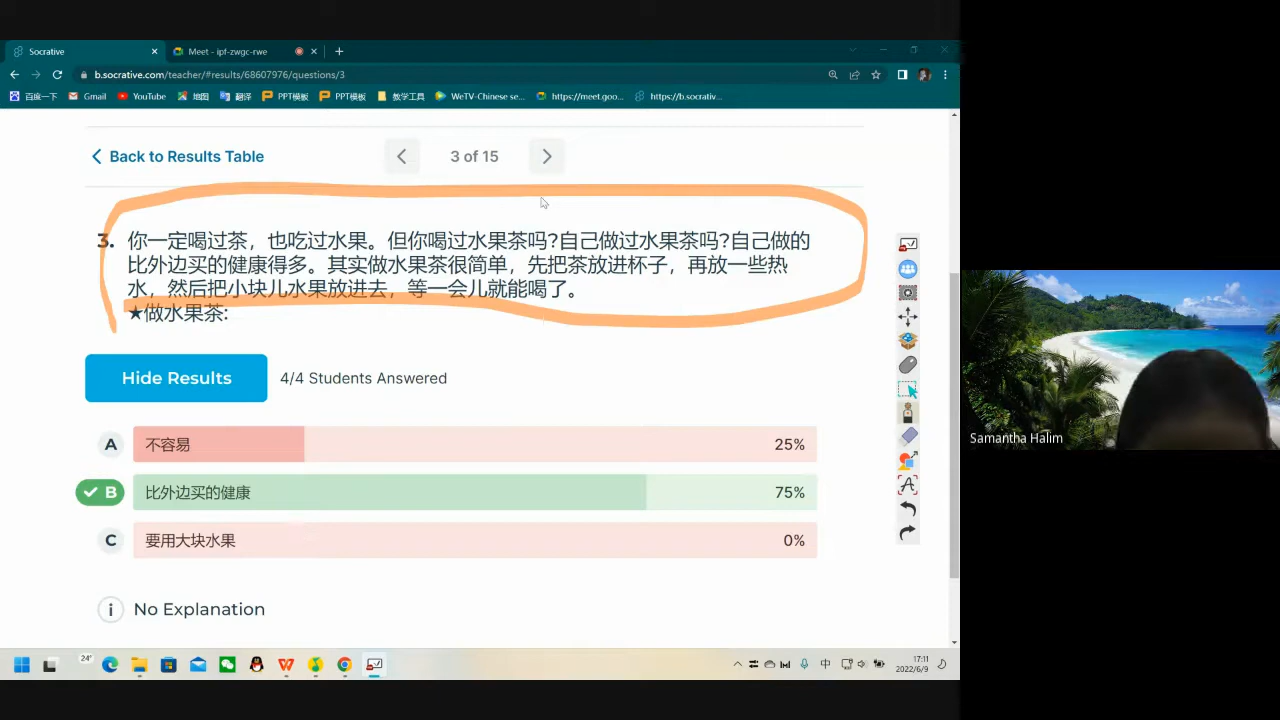 Socrative
Meet - ipf-zwgc-rwe
b.socrative.com/teacher/#results/68607976/questions/3
百度一下 Gmail YouTube 地图 翻译 PPT模板 PPT模板 教学工具 WeTV-Chinese se... https://meet.goo... https://b.socrativ...
Back to Results Table
3 of 15
3. 你一定喝过茶，也吃过水果。但你喝过水果茶吗?自己做过水果茶吗?自己做的
比外边买的健康得多。其实做水果茶很简单，先把茶放进杯子，再放一些热
水，然后把小块儿水果放进去，等一会儿就能喝了。
★做水果茶:
Hide Results
4/4 Students Answered
A 不容易 25%
B 比外边买的健康 75%
C 要用大块水果 0%
i No Explanation
Samantha Halim
24°
中
17:11
2022/6/9